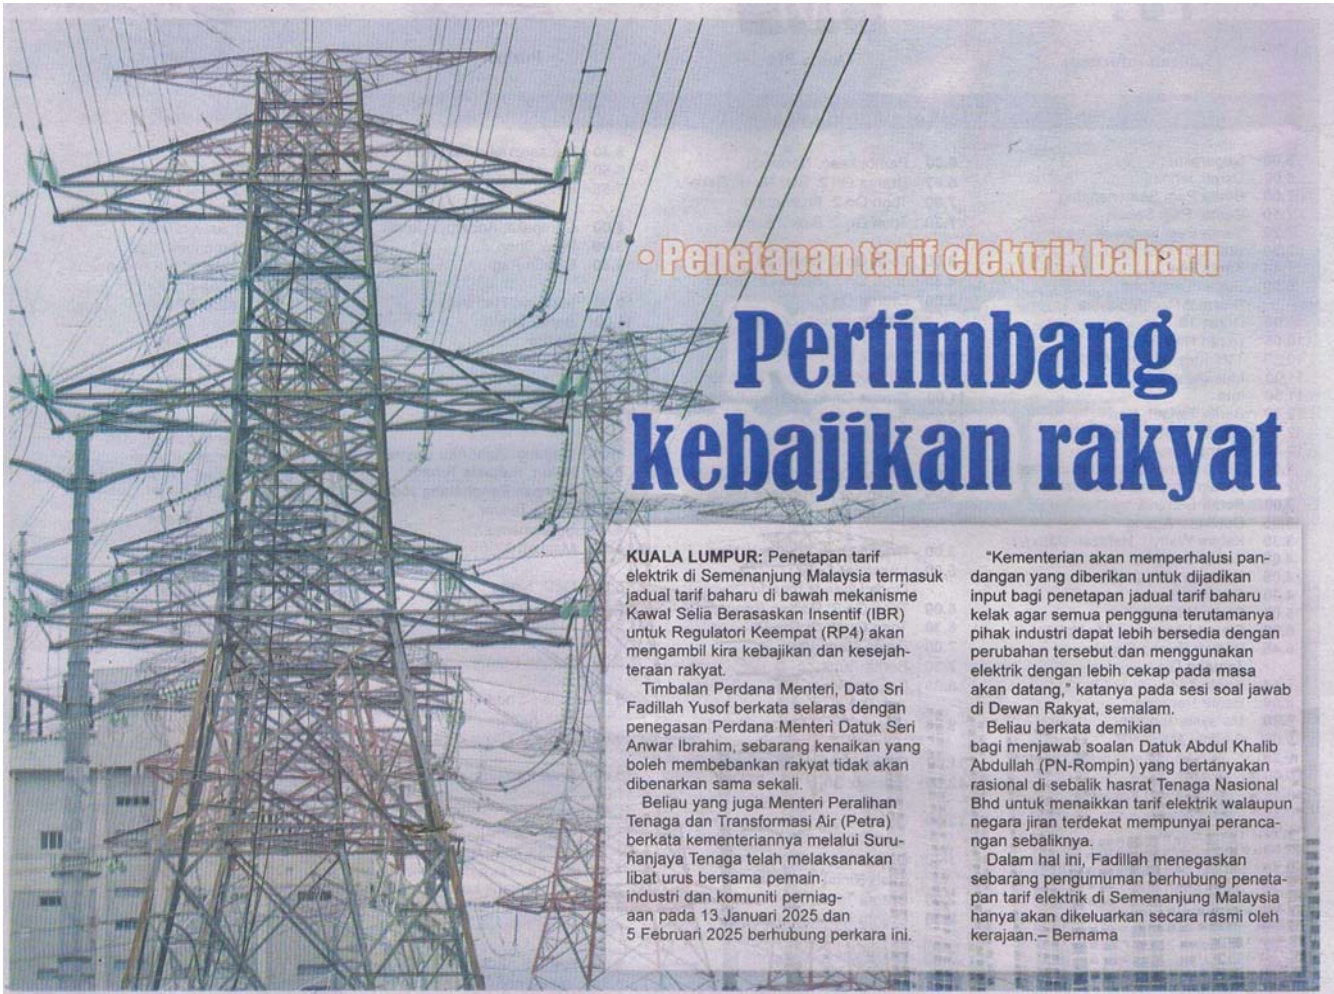 • Penetapan tarif elektrik baharu
Pertimbang
kebajikan rakyat
KUALA LUMPUR: Penetapan tarif
elektrik di Semenanjung Malaysia termasuk
jadual tarif baharu di bawah mekanisme
Kawal Selia Berasaskan Insentif (IBR)
untuk Regulatori Keempat (RP4) akan
mengambil kira kebajikan dan kesejah-
teraan rakyat.
Timbalan Perdana Menteri, Dato Sri
Fadillah Yusof berkata selaras dengan
penegasan Perdana Menteri Datuk Seri
Anwar Ibrahim, sebarang kenaikan yang
boleh membebankan rakyat tidak akan
dibenarkan sama sekali.
Beliau yang juga Menteri Peralihan
Tenaga dan Transformasi Air (Petra)
berkata kementeriannya melalui Suru-
hanjaya Tenaga telah melaksanakan
libat urus bersama pemain
industri dan komuniti perniag-
aan pada 13 Januari 2025 dan
5 Februari 2025 berhubung perkara ini.
“Kementerian akan memperhalusi pan-
dangan yang diberikan untuk dijadikan
input bagi penetapan jadual tarif baharu
kelak agar semua pengguna terutamanya
pihak industri dapat lebih bersedia dengan
perubahan tersebut dan menggunakan
elektrik dengan lebih cekap pada masa
akan datang,” katanya pada sesi soal jawab
di Dewan Rakyat, semalam.
Beliau berkata demikian
bagi menjawab soalan Datuk Abdul Khalib
Abdullah (PN-Rompin) yang bertanyakan
rasional di sebalik hasrat Tenaga Nasional
Bhd untuk menaikkan tarif elektrik walaupun
negara jiran terdekat mempunyai peranca-
ngan sebaliknya.
Dalam hal ini, Fadillah menegaskan
sebarang pengumuman berhubung peneta-
pan tarif elektrik di Semenanjung Malaysia
hanya akan dikeluarkan secara rasmi oleh
kerajaan.– Bernama